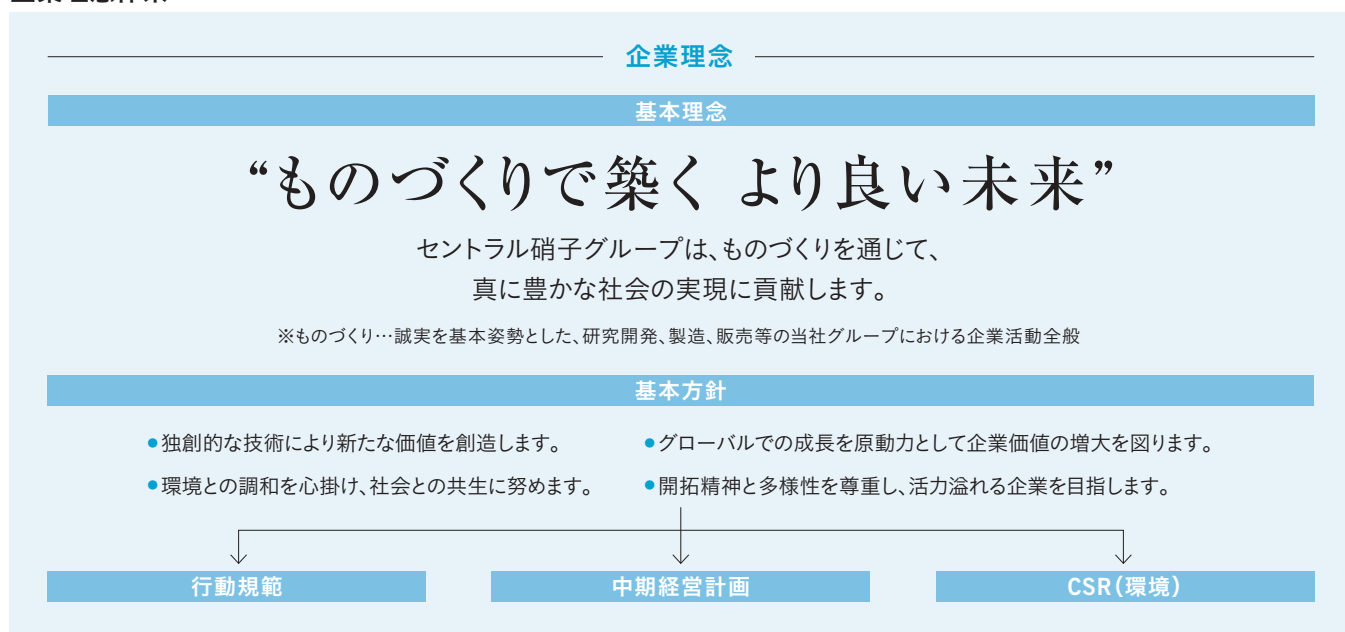 企業理念
基本理念
“ものづくりで築く より良い未来”
セントラル硝子グループは、ものづくりを通じて、
真に豊かな社会の実現に貢献します。
※ものづくり…誠実を基本姿勢とした、研究開発、製造、販売等の当社グループにおける企業活動全般
基本方針
●独創的な技術により新たな価値を創造します。
●グローバルでの成長を原動力として企業価値の増大を図ります。
●環境との調和を心掛け、社会との共生に努めます。
●開拓精神と多様性を尊重し、活力溢れる企業を目指します。
行動規範
中期経営計画
CSR(環境)